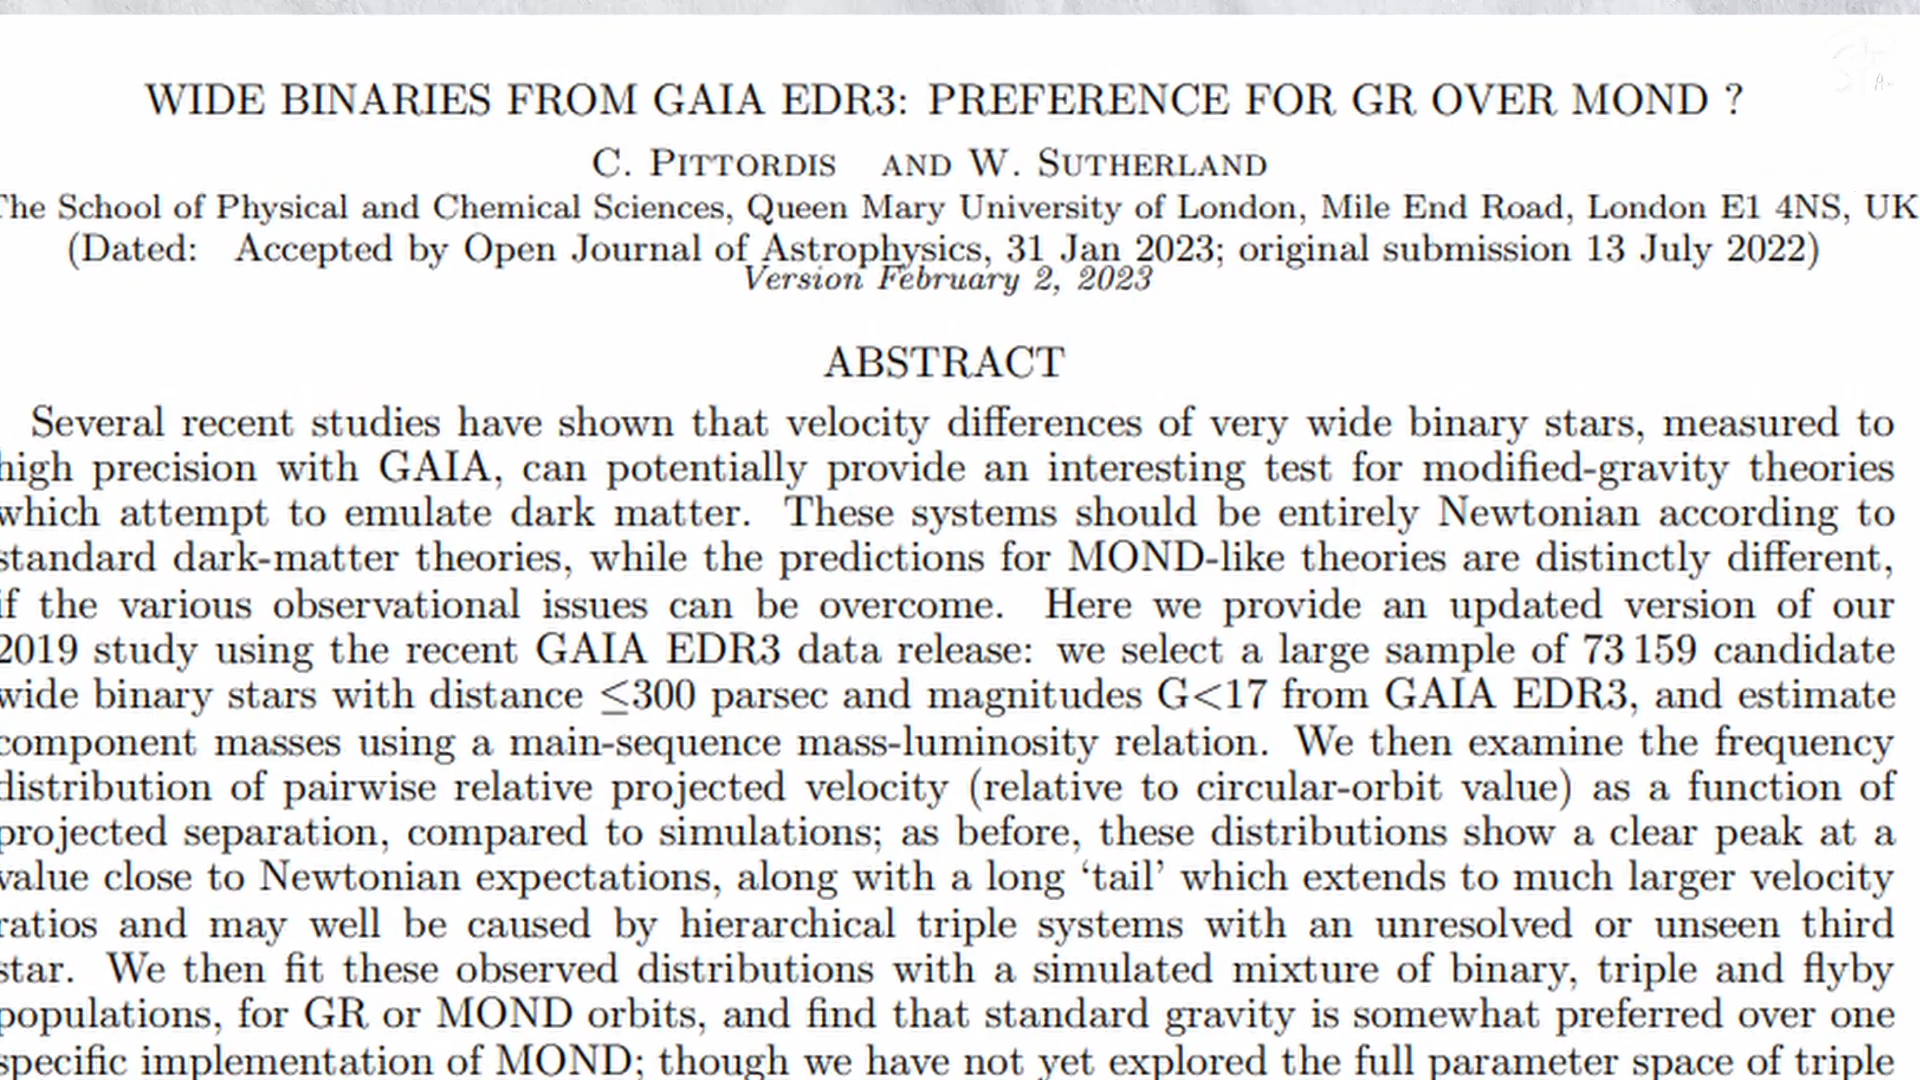 WIDE BINARIES FROM GAIA EDR3: PREFERENCE FOR GR OVER MOND ?
C. PITTORDIS AND W. SUTHERLAND
The School of Physical and Chemical Sciences, Queen Mary University of London, Mile End Road, London E1 4NS, UK
(Dated: Accepted by Open Journal of Astrophysics, 31 Jan 2023; original submission 13 July 2022)
Version February 2, 2023
ABSTRACT
Several recent studies have shown that velocity differences of very wide binary stars, measured to
high precision with GAIA, can potentially provide an interesting test for modified-gravity theories
which attempt to emulate dark matter. These systems should be entirely Newtonian according to
standard dark-matter theories, while the predictions for MOND-like theories are distinctly different,
if the various observational issues can be overcome. Here we provide an updated version of our
2019 study using the recent GAIA EDR3 data release: we select a large sample of 73 159 candidate
wide binary stars with distance ≤300 parsec and magnitudes G<17 from GAIA EDR3, and estimate
component masses using a main-sequence mass-luminosity relation. We then examine the frequency
distribution of pairwise relative projected velocity (relative to circular-orbit value) as a function of
projected separation, compared to simulations; as before, these distributions show a clear peak at a
value close to Newtonian expectations, along with a long ‘tail’ which extends to much larger velocity
ratios and may well be caused by hierarchical triple systems with an unresolved or unseen third
star. We then fit these observed distributions with a simulated mixture of binary, triple and flyby
populations, for GR or MOND orbits, and find that standard gravity is somewhat preferred over one
specific implementation of MOND; though we have not yet explored the full parameter space of triple